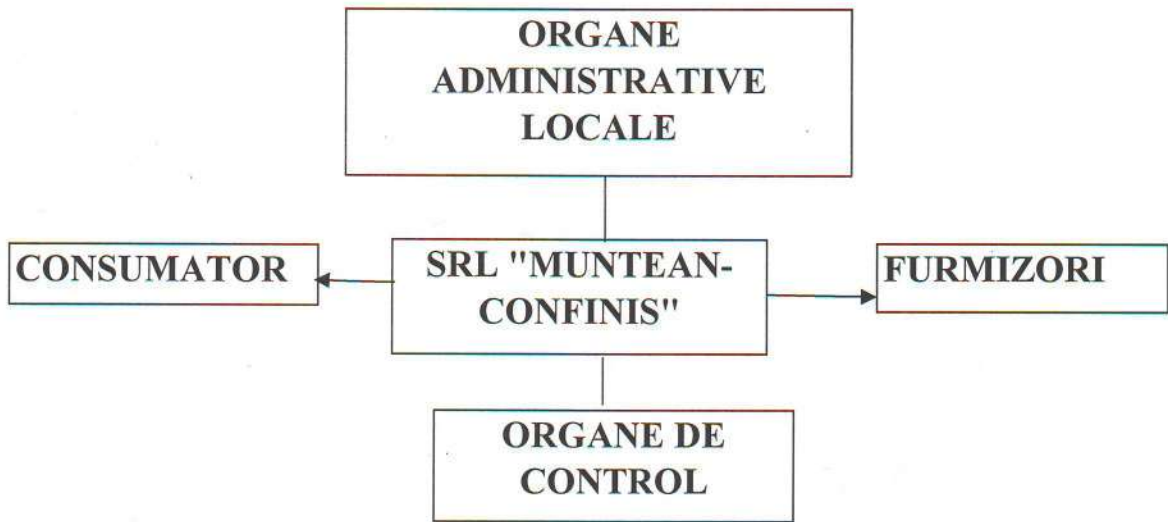 ORGANE
ADMINISTRATIVE
LOCALE
CONSUMATOR
SRL "MUNTEAN-
CONFINIS"
FURMIZORI
ORGANE DE
CONTROL